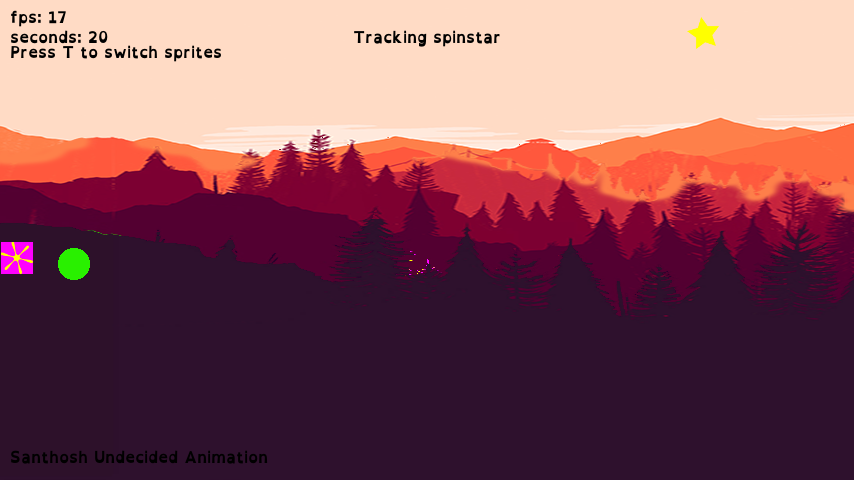 fps: 17
seconds: 20
Press T to switch sprites
Tracking spinstar
Santhosh Undecided Animation